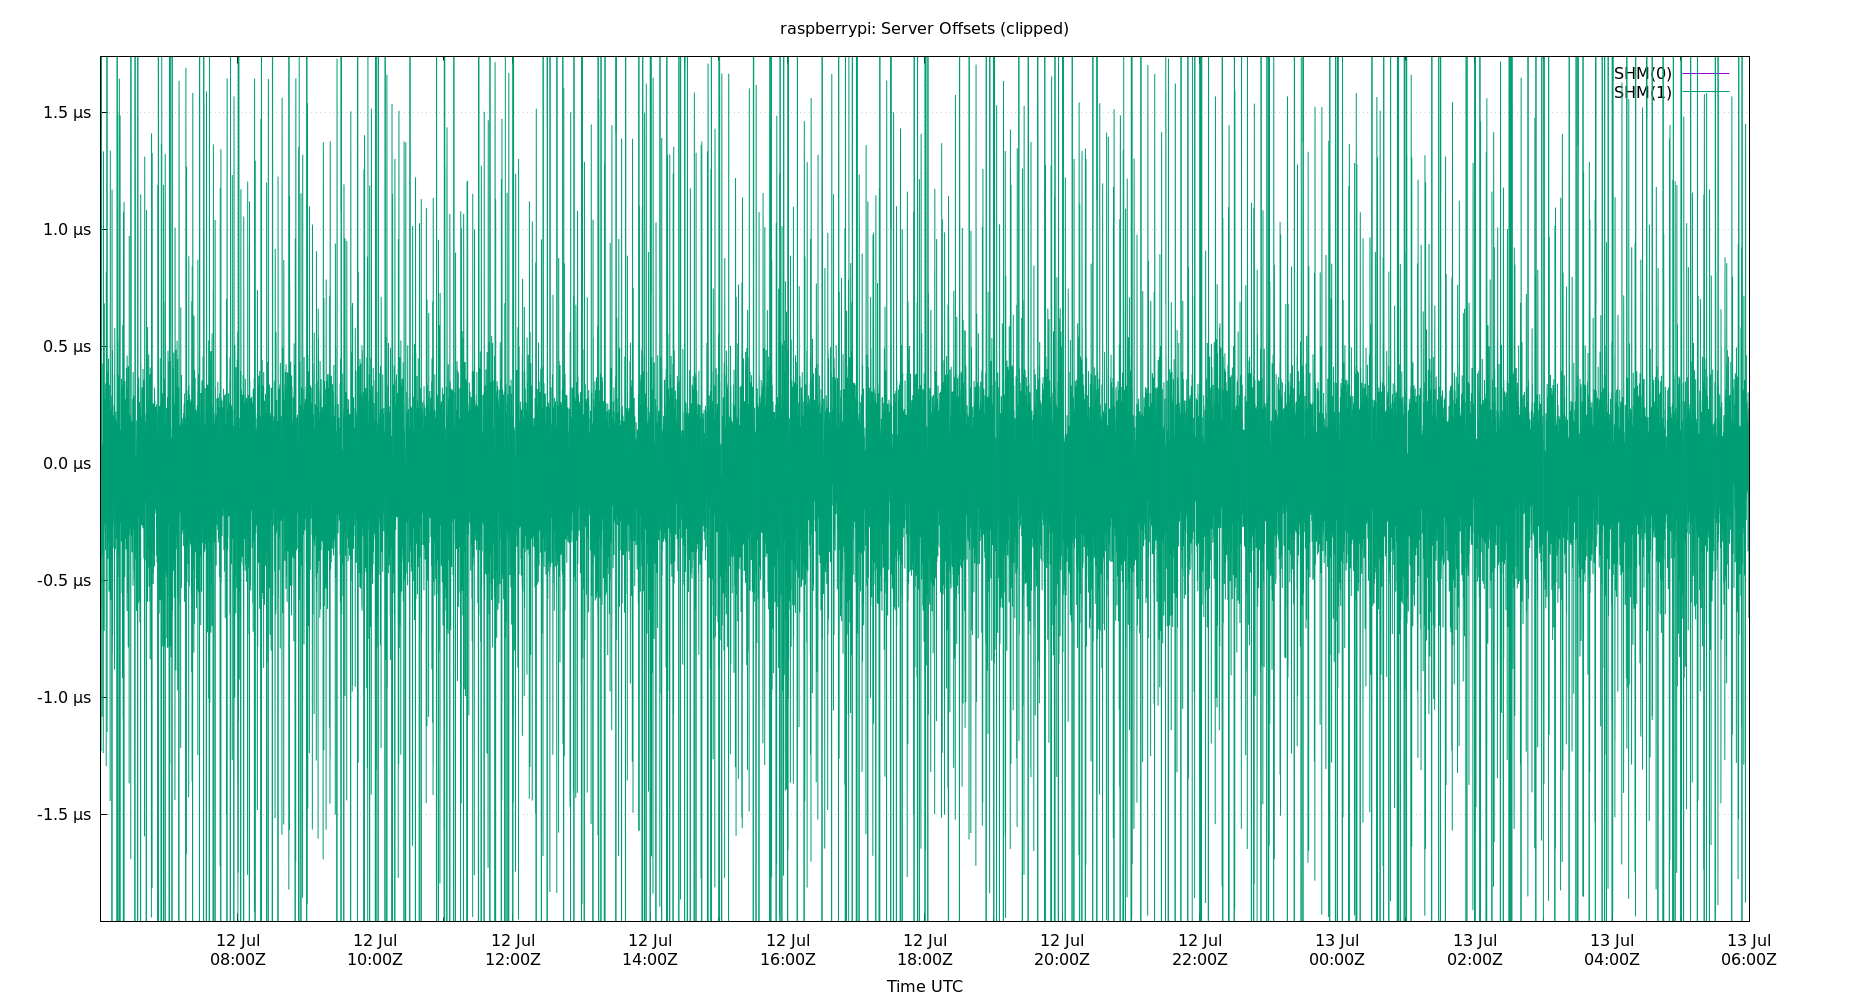 raspberrypi: Server Offsets (clipped)
SHM(0)
SHM(1)
1.5 µs
1.0 µs
0.5 µs
0.0 µs
-0.5 µs
-1.0 µs
-1.5 µs
12 Jul 12 Jul 12 Jul 12 Jul 12 Jul 12 Jul 12 Jul 12 Jul 13 Jul 13 Jul 13 Jul 13 Jul
08:00Z 10:00Z 12:00Z 14:00Z 16:00Z 18:00Z 20:00Z 22:00Z 00:00Z 02:00Z 04:00Z 06:00Z
Time UTC